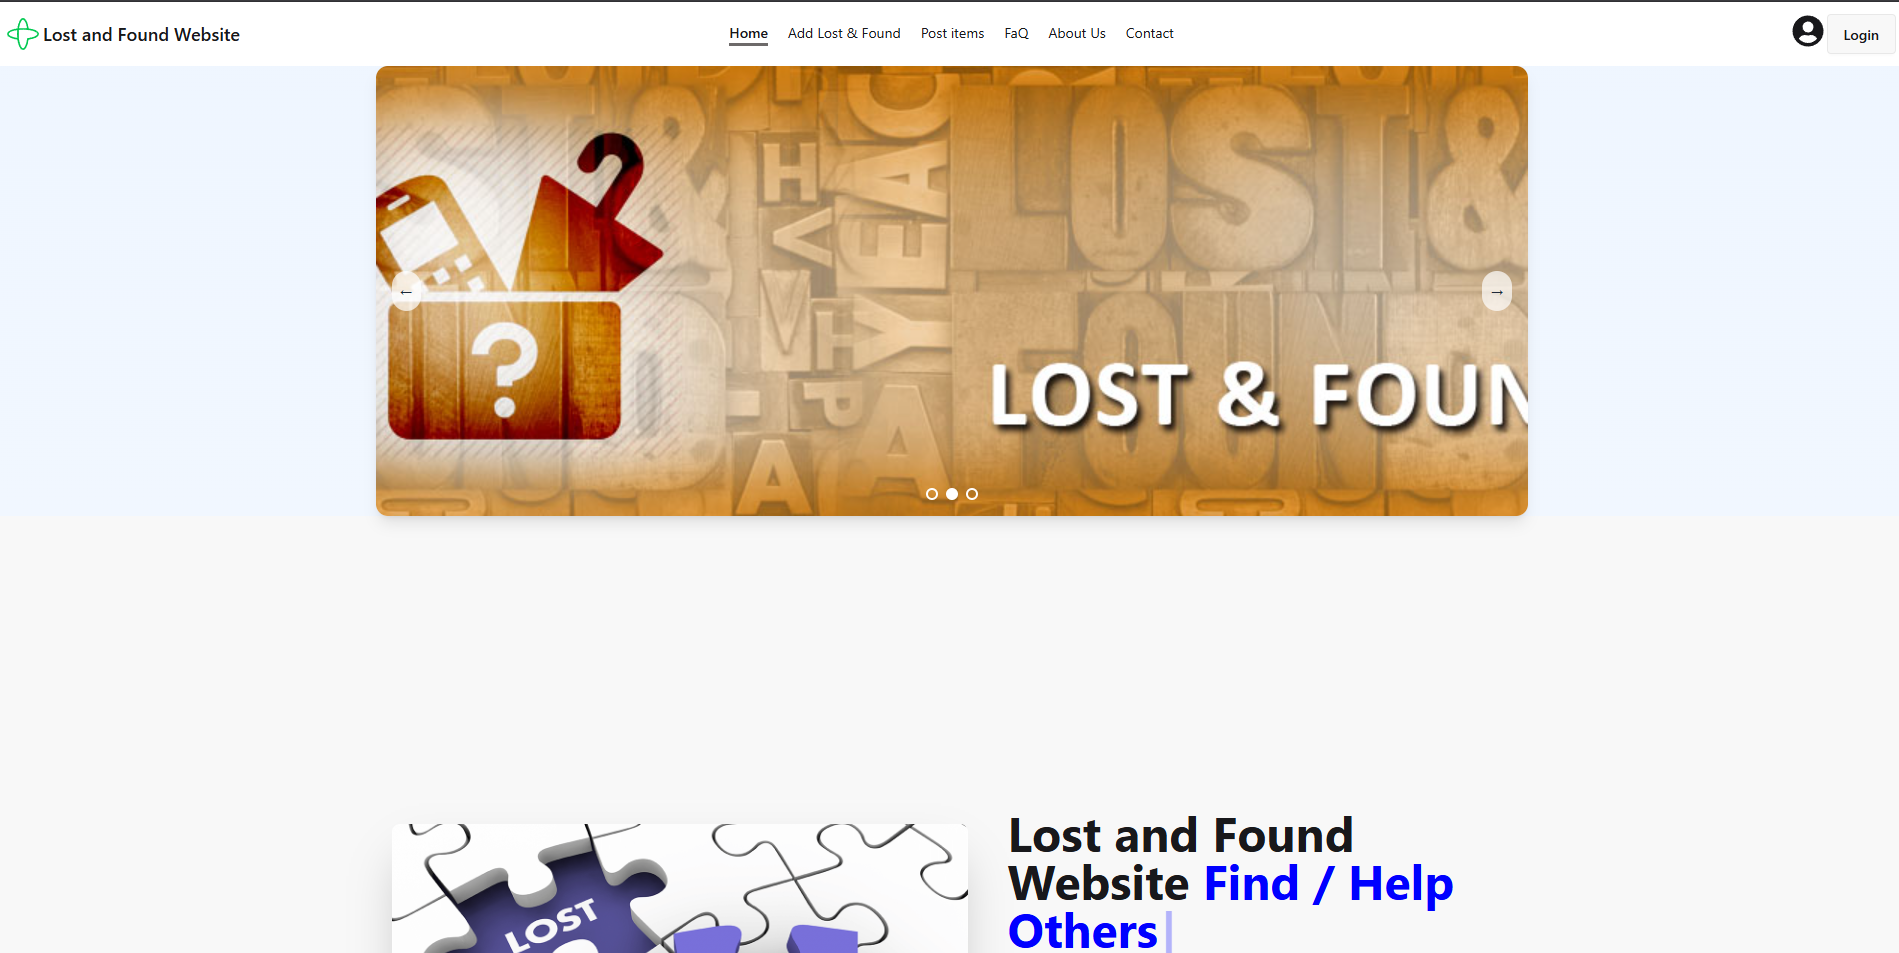 Lost and Found Website
Home Add Lost & Found Post items FaQ About Us Contact
Login
LOST &
?
← →
LOST & FOUN
Lost and Found
Website Find / Help
Others
LOST